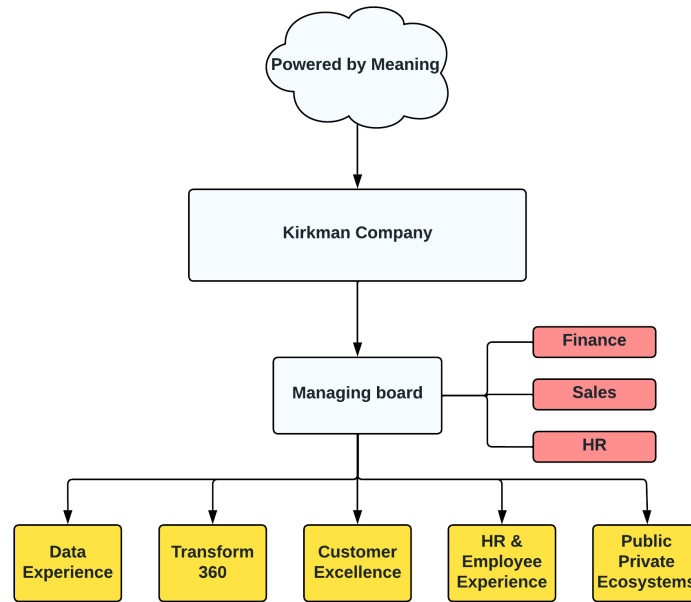 Powered by Meaning
Kirkman Company
Managing board
Finance
Sales
HR
Data
Experience
Transform
360
Customer
Excellence
HR &
Employee
Experience
Public
Private
Ecosystems